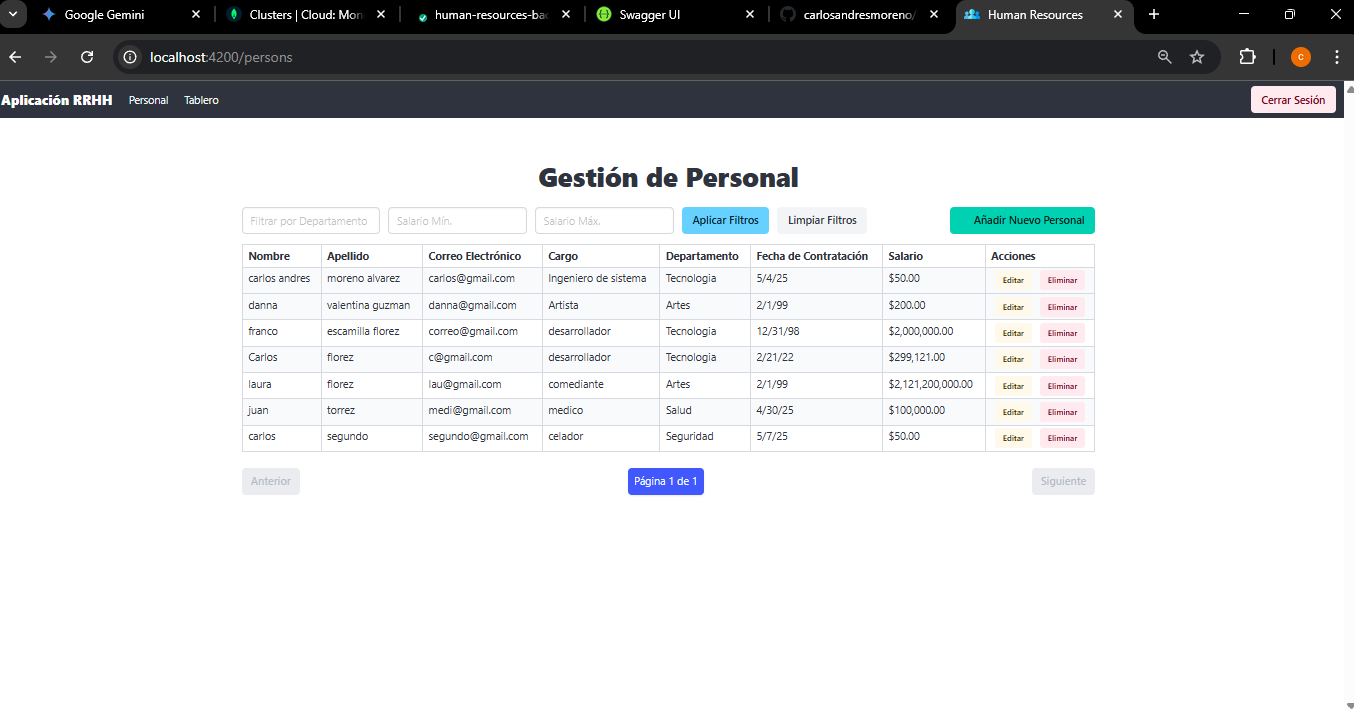 Google Gemini
Clusters | Cloud: Mon
human-resources-bac
Swagger UI
carlosandresmoreno/
Human Resources
localhost:4200/persons
C
Aplicación RRHH Personal Tablero Cerrar Sesión
Gestión de Personal
Filtrar por Departamento Salario Mín. Salario Máx. Aplicar Filtros Limpiar Filtros Añadir Nuevo Personal
Nombre Apellido Correo Electrónico Cargo Departamento Fecha de Contratación Salario Acciones
carlos andres moreno alvarez carlos@gmail.com Ingeniero de sistema Tecnologia 5/4/25 $50.00 Editar Eliminar
danna valentina guzman danna@gmail.com Artista Artes 2/1/99 $200.00 Editar Eliminar
franco escamilla florez correo@gmail.com desarrollador Tecnologia 12/31/98 $2,000,000.00 Editar Eliminar
Carlos florez c@gmail.com desarrollador Tecnologia 2/21/22 $299,121.00 Editar Eliminar
laura florez lau@gmail.com comediante Artes 2/1/99 $2,121,200,000.00 Editar Eliminar
juan torrez medi@gmail.com medico Salud 4/30/25 $100,000.00 Editar Eliminar
carlos segundo segundo@gmail.com celador Seguridad 5/7/25 $50.00 Editar Eliminar
Anterior Página 1 de 1 Siguiente